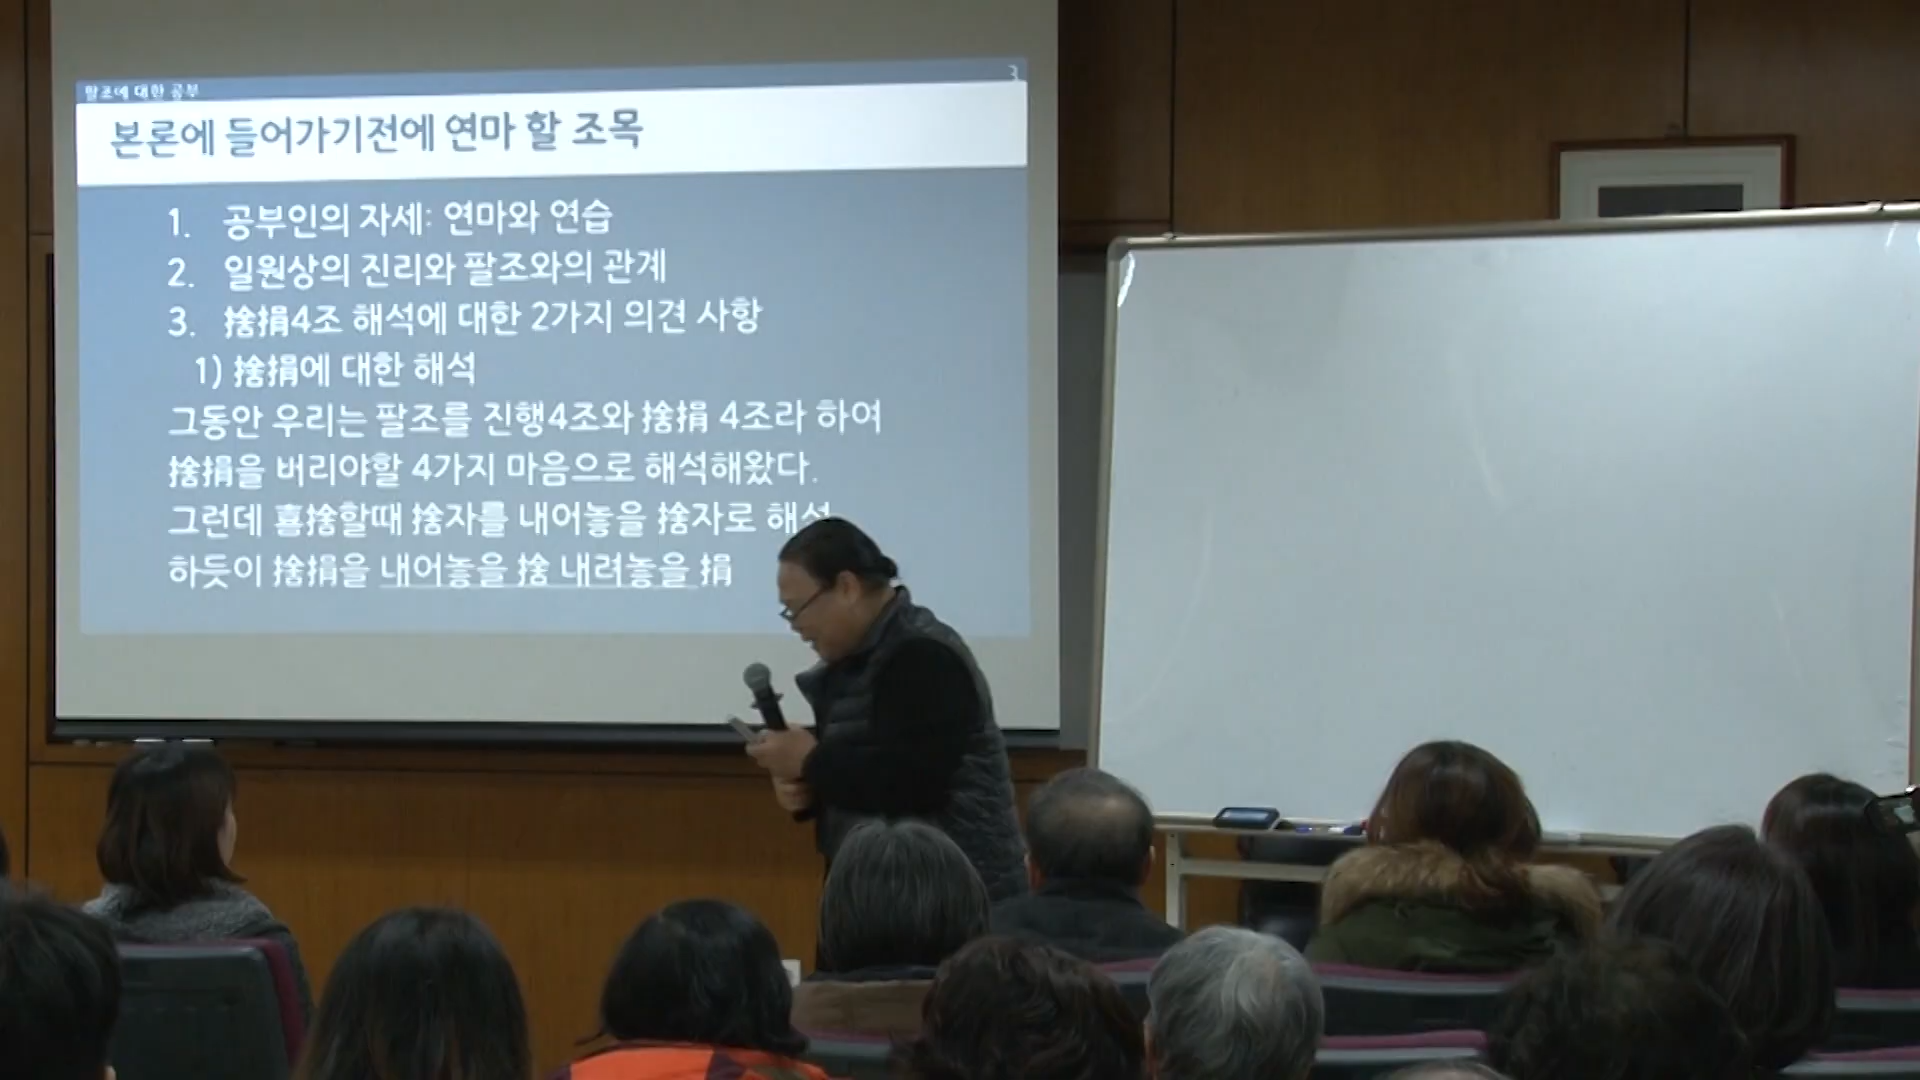 팔조에 대한 공부
3
본론에 들어가기전에 연마 할 조목
1. 공부인의 자세: 연마와 연습
2. 일원상의 진리와 팔조와의 관계
3. 捨捐4조 해석에 대한 2가지 의견 사항
1) 捨捐에 대한 해석
그동안 우리는 팔조를 진행4조와 捨捐 4조라 하여
捨捐을 버리야할 4가지 마음으로 해석해왔다.
그런데 喜捨할때 捨자를 내어놓을 捨자로 해석
하듯이 捨捐을 내어놓을 捨 내려놓을 捐